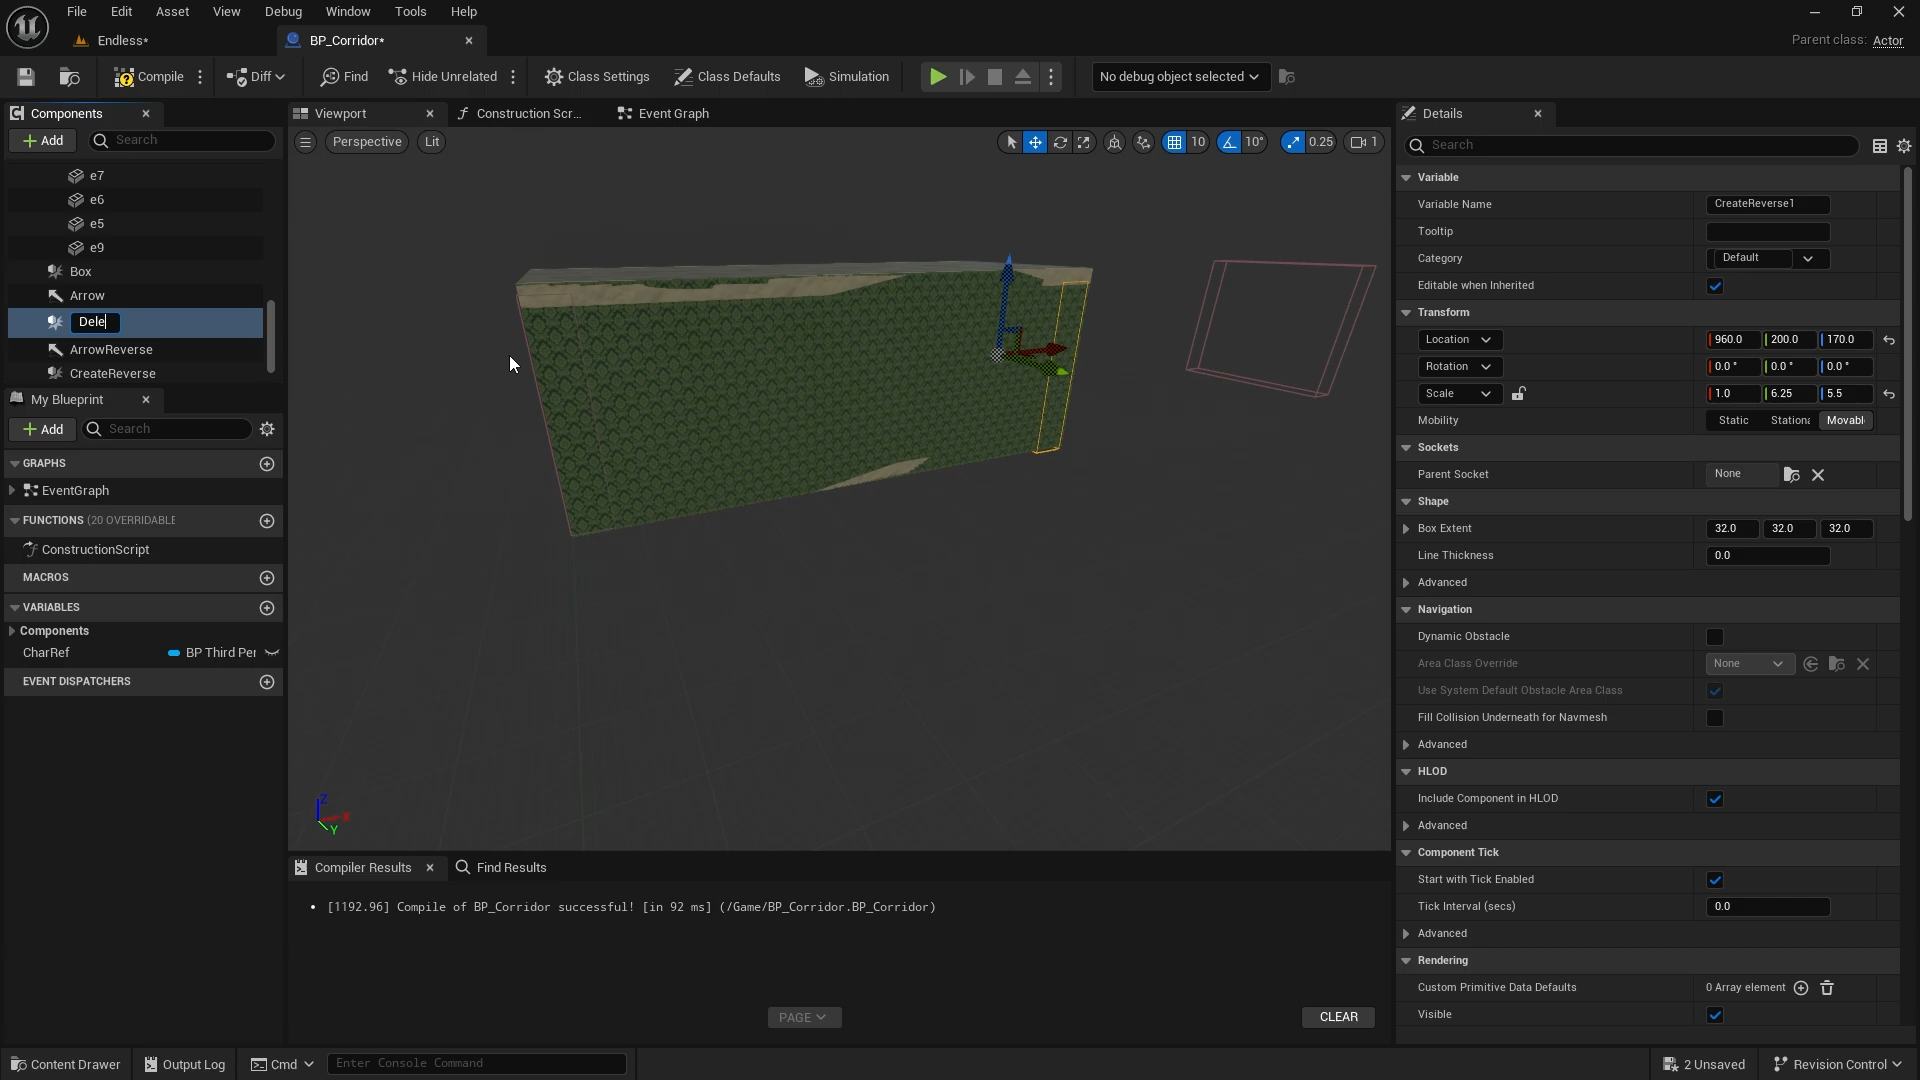 File Edit Asset View Debug Window Tools Help
Endless* BP_Corridor*
Parent class: Actor
Compile Diff Find Hide Unrelated Class Settings Class Defaults Simulation No debug object selected
Components Viewport Construction Scr... Event Graph Details
Add Search Perspective Lit 10 10° 0.25 1 Search
e7
e6
e5
e9
Box
Arrow
Dele
ArrowReverse
CreateReverse
My Blueprint
Add Search
GRAPHS
EventGraph
FUNCTIONS (20 OVERRIDABLE
ConstructionScript
MACROS
VARIABLES
Components
CharRef BP Third Per
EVENT DISPATCHERS
Z
X
Y
Variable
Variable Name CreateReverse1
Tooltip
Category Default
Editable when Inherited
Transform
Location 960.0 200.0 170.0
Rotation 0.0 ° 0.0 ° 0.0 °
Scale 1.0 6.25 5.5
Mobility Static Stationa Movabl
Sockets
Parent Socket None
Shape
Box Extent 32.0 32.0 32.0
Line Thickness 0.0
Advanced
Navigation
Dynamic Obstacle
Area Class Override None
Use System Default Obstacle Area Class
Fill Collision Underneath for Navmesh
Advanced
HLOD
Include Component in HLOD
Advanced
Component Tick
Start with Tick Enabled
Tick Interval (secs) 0.0
Advanced
Rendering
Custom Primitive Data Defaults 0 Array element
Visible
Compiler Results Find Results
• [1192.96] Compile of BP_Corridor successful! [in 92 ms] (/Game/BP_Corridor.BP_Corridor)
PAGE CLEAR
Content Drawer Output Log Cmd Enter Console Command 2 Unsaved Revision Control